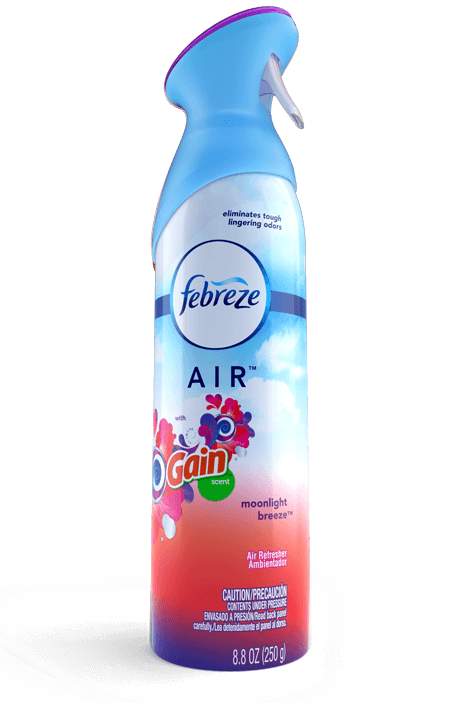 eliminates tough
lingering odors
febreze
AIR™
with
Gain
scent
moonlight
breeze™
Air Refresher
Ambientador
CAUTION/PRECAUCIÓN
CONTENTS UNDER PRESSURE
ENVASADO A PRESIÓN/Read back panel
carefully./Lea detenidamente el panel al dorso.
8.8 OZ (250 g)